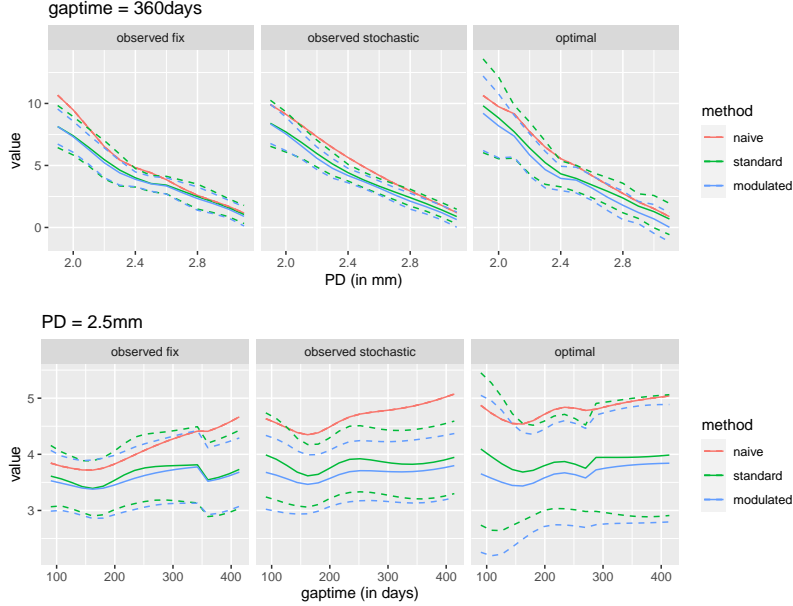 gaptime = 360days
observed fix
observed stochastic
optimal
value
10
5
0
2.0
2.4
2.8
2.0
2.4
2.8
2.0
2.4
2.8
PD (in mm)
method
naive
standard
modulated
PD = 2.5mm
observed fix
observed stochastic
optimal
value
5
4
3
100
200
300
400
100
200
300
400
100
200
300
400
gaptime (in days)
method
naive
standard
modulated